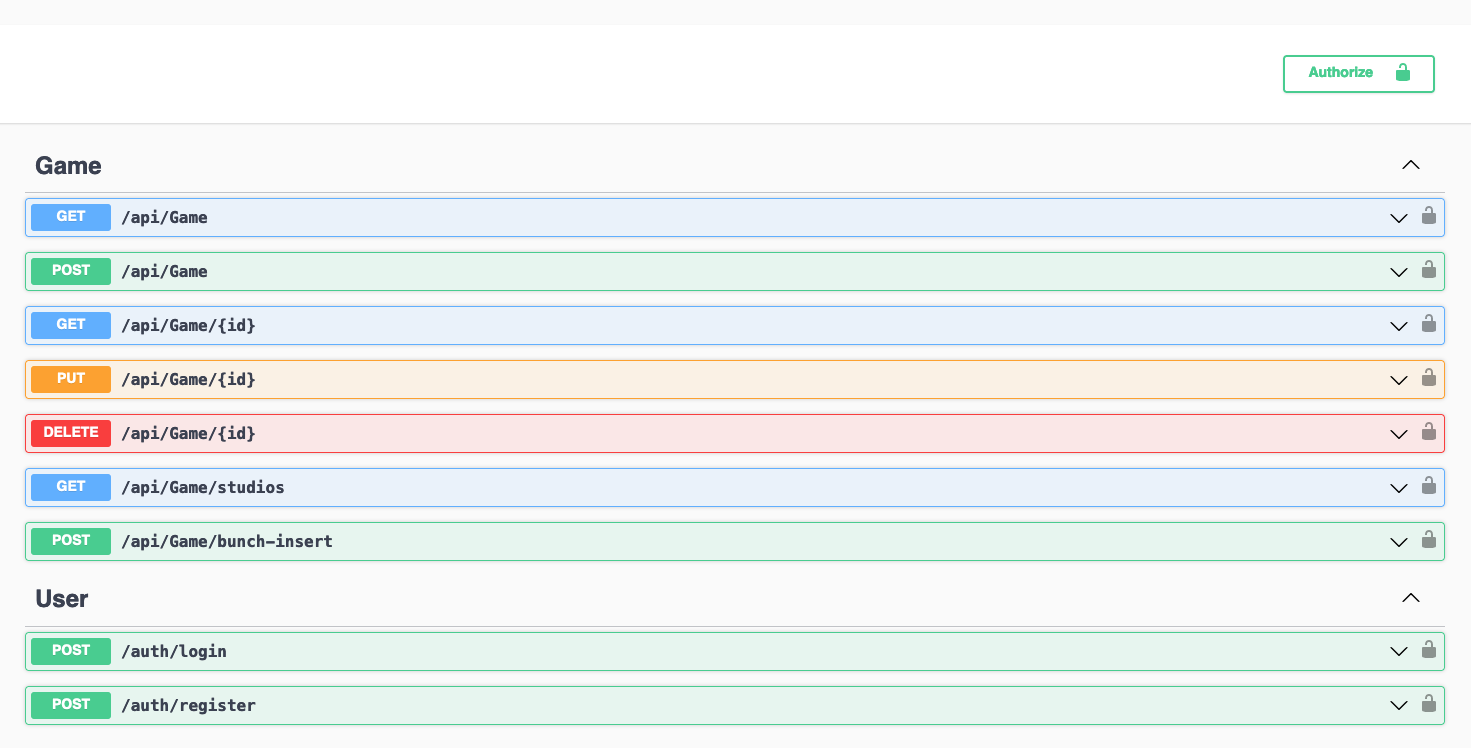 Authorize
Game
GET /api/Game
POST /api/Game
GET /api/Game/{id}
PUT /api/Game/{id}
DELETE /api/Game/{id}
GET /api/Game/studios
POST /api/Game/bunch-insert
User
POST /auth/login
POST /auth/register